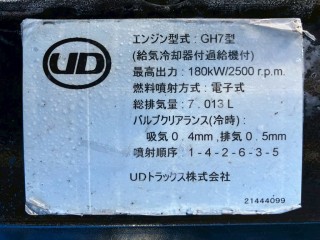 UD
エンジン型式：GH7型
(給気冷却器付過給機付)
最高出力：180kW/2500 r.p.m.
燃料噴射方式：電子式
総排気量：7．013 L
バルブクリアランス(冷時)：
吸気0．4mm,排気0．5mm
噴射順序：1-4-2-6-3-5
UDトラックス株式会社
21444099